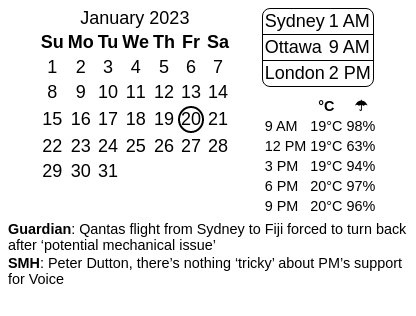 January 2023
Su Mo Tu We Th Fr Sa
1 2 3 4 5 6 7
8 9 10 11 12 13 14
15 16 17 18 19 20 21
22 23 24 25 26 27 28
29 30 31
Sydney 1 AM
Ottawa 9 AM
London 2 PM
°C ☂
9 AM 19°C 98%
12 PM 19°C 63%
3 PM 19°C 94%
6 PM 20°C 97%
9 PM 20°C 96%
Guardian: Qantas flight from Sydney to Fiji forced to turn back
after ‘potential mechanical issue’
SMH: Peter Dutton, there’s nothing ‘tricky’ about PM’s support
for Voice